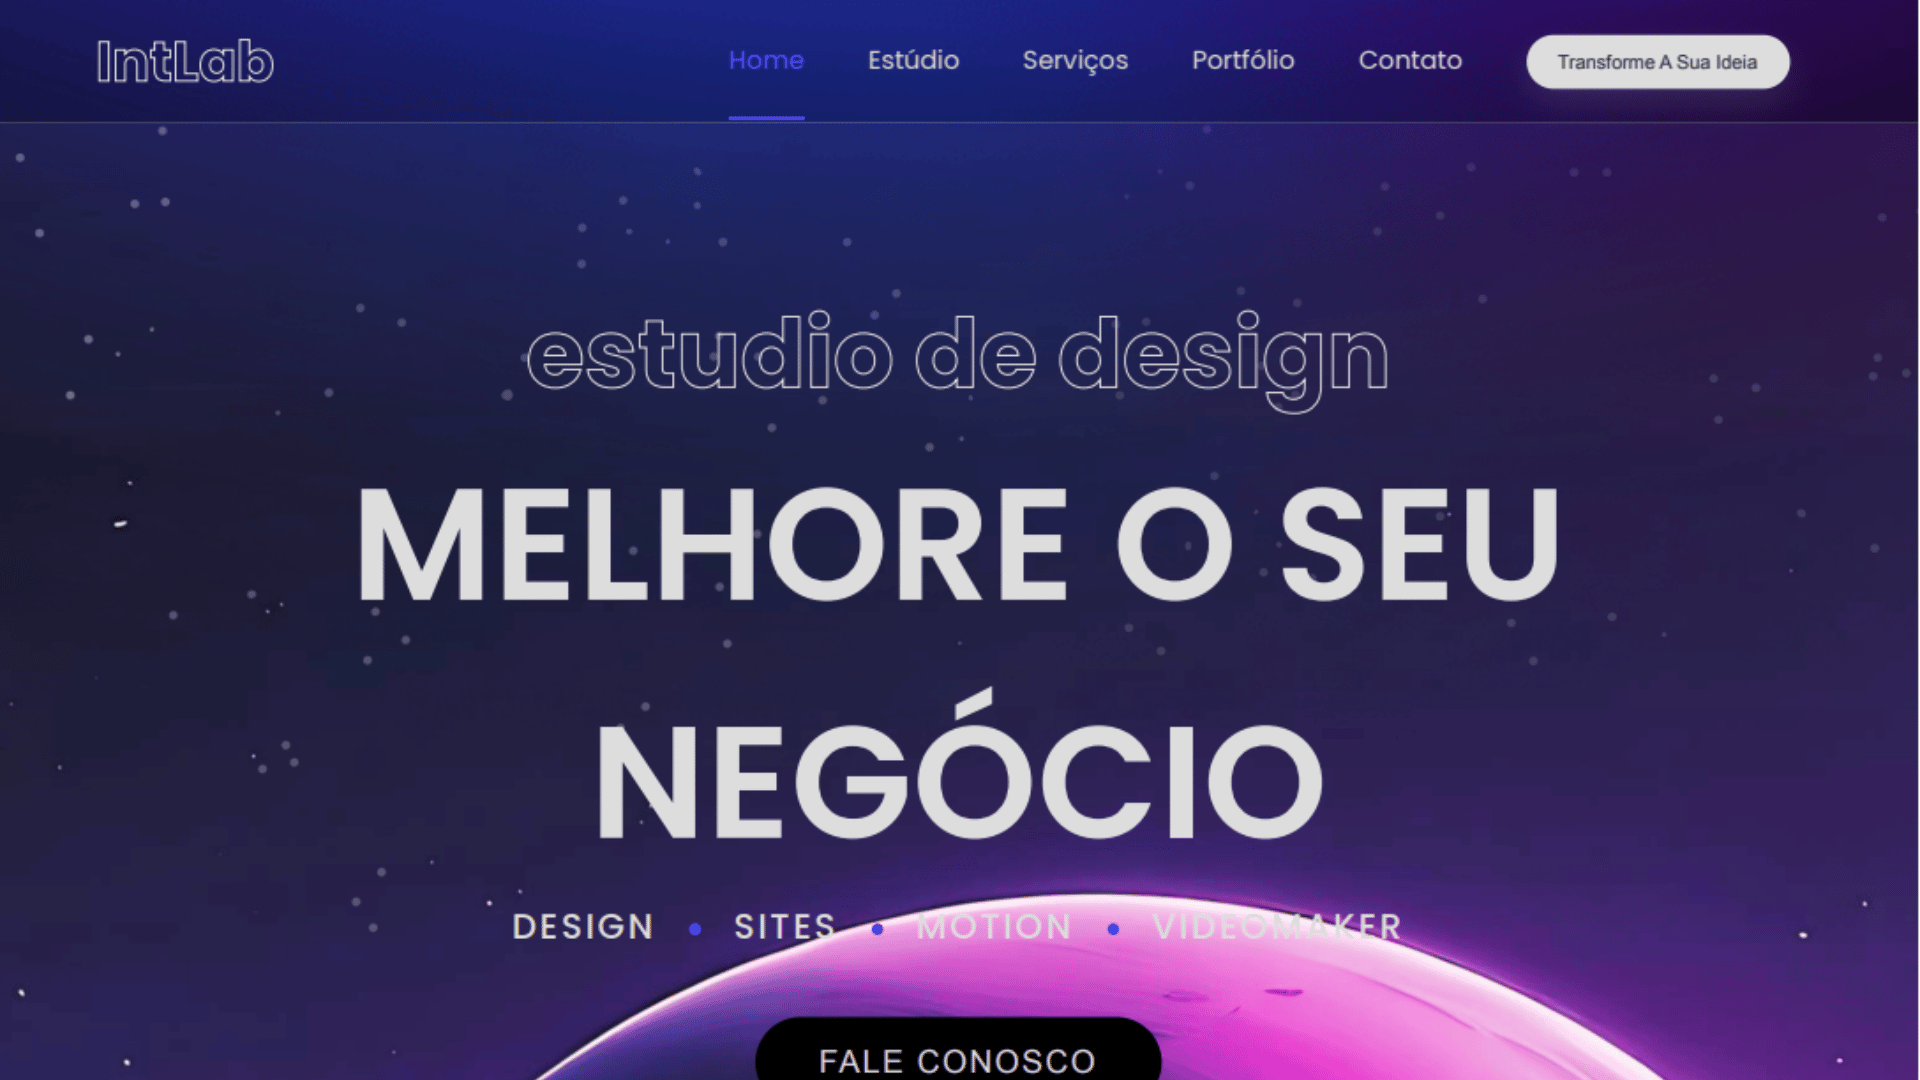 IntLab
Home Estúdio Serviços Portfólio Contato Transforme A Sua Ideia
estudio de design
MELHORE O SEU
NEGÓCIO
DESIGN • SITES • MOTION • VIDEOMAKER
FALE CONOSCO